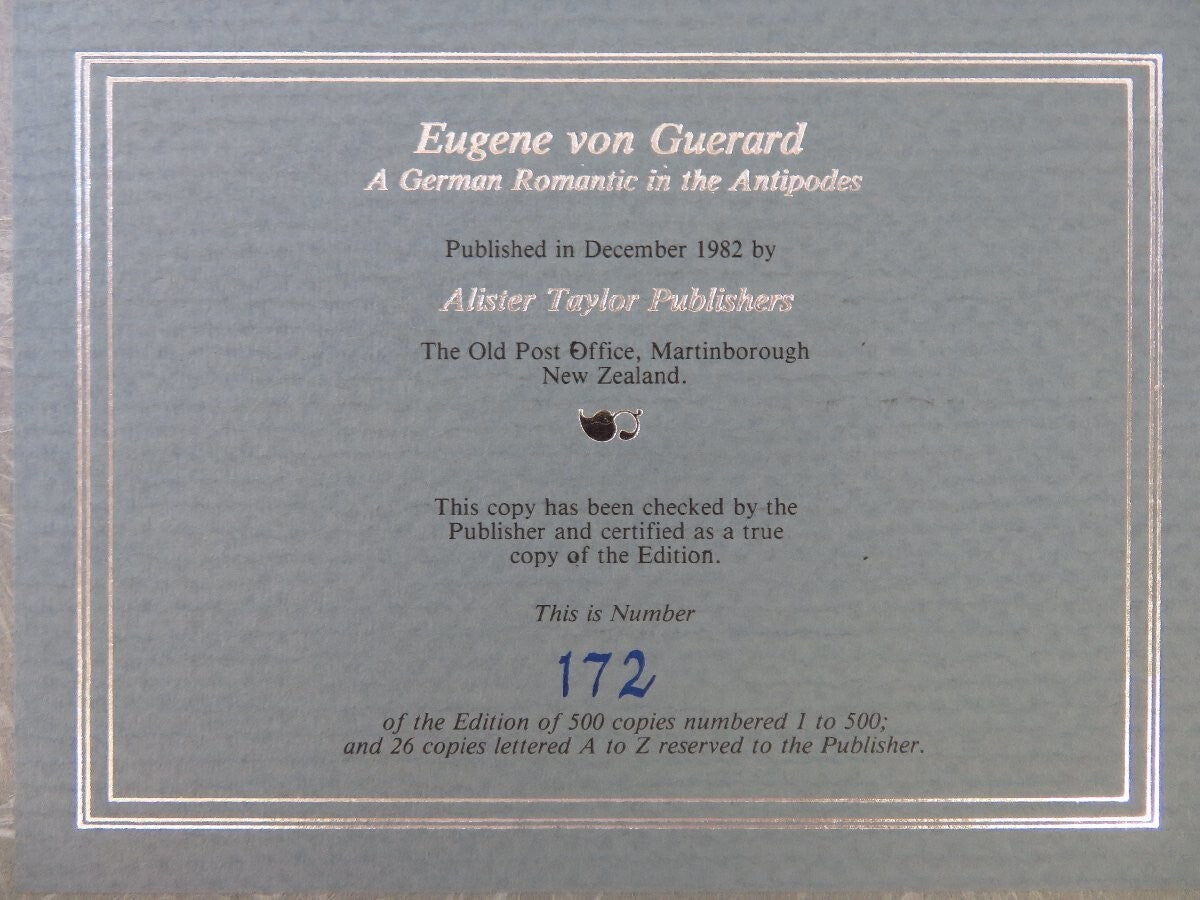 Eugene von Guerard
A German Romantic in the Antipodes
Published in December 1982 by
Alister Taylor Publishers
The Old Post Office, Martinborough
New Zealand.
This copy has been checked by the
Publisher and certified as a true
copy of the Edition.
This is Number
172
of the Edition of 500 copies numbered 1 to 500;
and 26 copies lettered A to Z reserved to the Publisher.